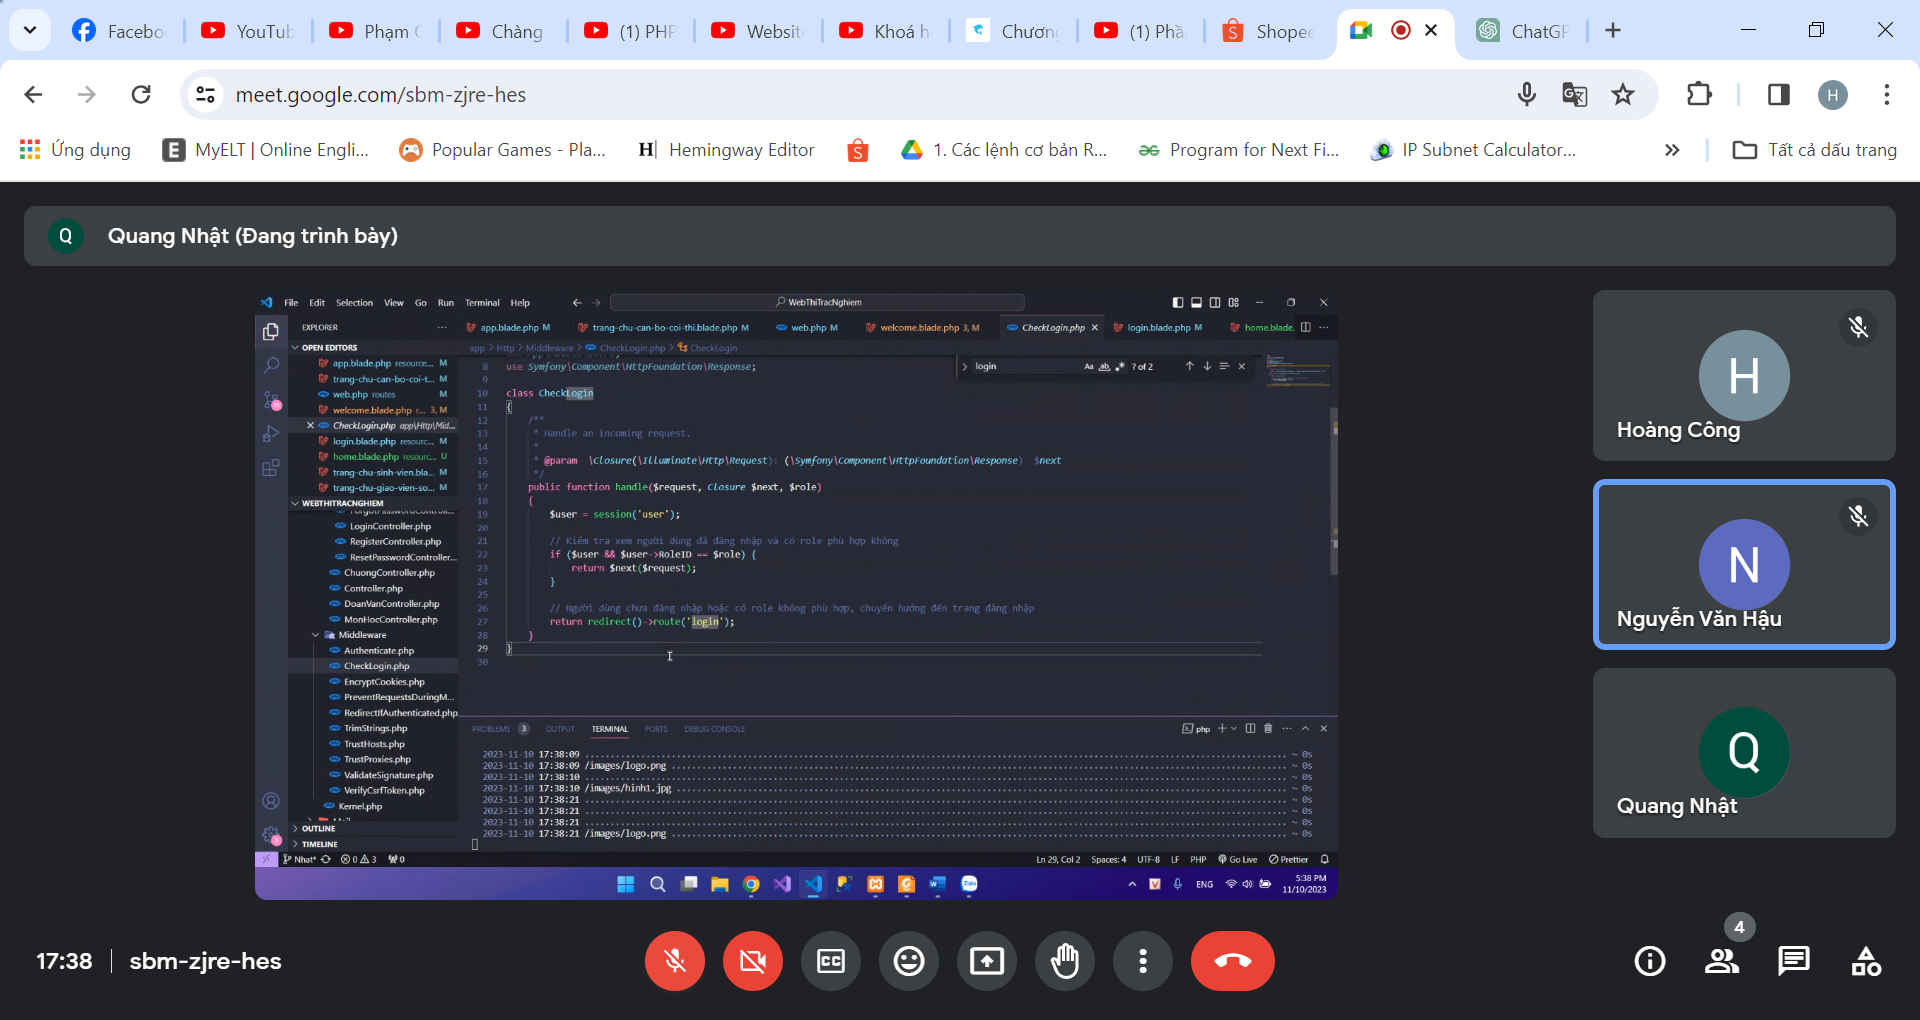 Facebo
YouTub
Phạm
Chàng
(1) PHP
Websit
Khoá h
Chương
(1) Phầ
Shopee
ChatGP
meet.google.com/sbm-zjre-hes
H
Ứng dụng
MyELT | Online Engli...
Popular Games - Pla...
Hemingway Editor
1. Các lệnh cơ bản R...
Program for Next Fi...
IP Subnet Calculator...
Tất cả dấu trang
Q
Quang Nhật (Đang trình bày)
File Edit Selection View Go Run Terminal Help
WebThiTracNghiem
EXPLORER
app.blade.php M
trang-chu-can-bo-coi-thi.blade.php M
web.php M
welcome.blade.php 3, M
CheckLogin.php
login.blade.php M
home.blade.
OPEN EDITORS
app > Http > Middleware > CheckLogin.php > CheckLogin
app.blade.php resource... M
trang-chu-can-bo-coi-t... M
web.php routes M
welcome.blade.php r... 3, M
CheckLogin.php app\Http\Mid...
login.blade.php resourc... M
home.blade.php resourc... U
trang-chu-sinh-vien.bla... M
trang-chu-giao-vien-so... M
WEBTHITRACNGHIEM
LoginController.php
RegisterController.php
ResetPasswordController...
ChuongController.php
Controller.php
DoanVanController.php
MonHocController.php
Middleware
Authenticate.php
CheckLogin.php
EncryptCookies.php
PreventRequestsDuringM...
RedirectIfAuthenticated.php
TrimStrings.php
TrustHosts.php
TrustProxies.php
ValidateSignature.php
VerifyCsrfToken.php
Kernel.php
OUTLINE
TIMELINE
login
Aa ab ? of 2
8 use Symfony\Component\HttpFoundation\Response;
9
10 class CheckLogin
11 {
12 /**
13 * Handle an incoming request.
14 *
15 * @param \Closure(\Illuminate\Http\Request): (\Symfony\Component\HttpFoundation\Response) $next
16 */
17 public function handle($request, Closure $next, $role)
18 {
19 $user = session('user');
20
21 // Kiểm tra xem người dùng đã đăng nhập và có role phù hợp không
22 if ($user && $user->RoleID == $role) {
23 return $next($request);
24 }
25
26 // Người dùng chưa đăng nhập hoặc có role không phù hợp, chuyển hướng đến trang đăng nhập
27 return redirect()->route('login');
28 }
29 }
30
PROBLEMS 3 OUTPUT TERMINAL PORTS DEBUG CONSOLE
php
2023-11-10 17:38:09 ~ 0s
2023-11-10 17:38:09 /images/logo.png ~ 0s
2023-11-10 17:38:10 ~ 0s
2023-11-10 17:38:10 /images/hinh1.jpg ~ 0s
2023-11-10 17:38:21 ~ 0s
2023-11-10 17:38:21 ~ 0s
2023-11-10 17:38:21 ~ 0s
2023-11-10 17:38:21 /images/logo.png ~ 0s
Nhat* 0 3 0
Ln 29, Col 2 Spaces: 4 UTF-8 LF PHP Go Live Prettier
ENG
5:38 PM
11/10/2023
H
Hoàng Công
N
Nguyễn Văn Hậu
Q
Quang Nhật
17:38
sbm-zjre-hes
CC
4